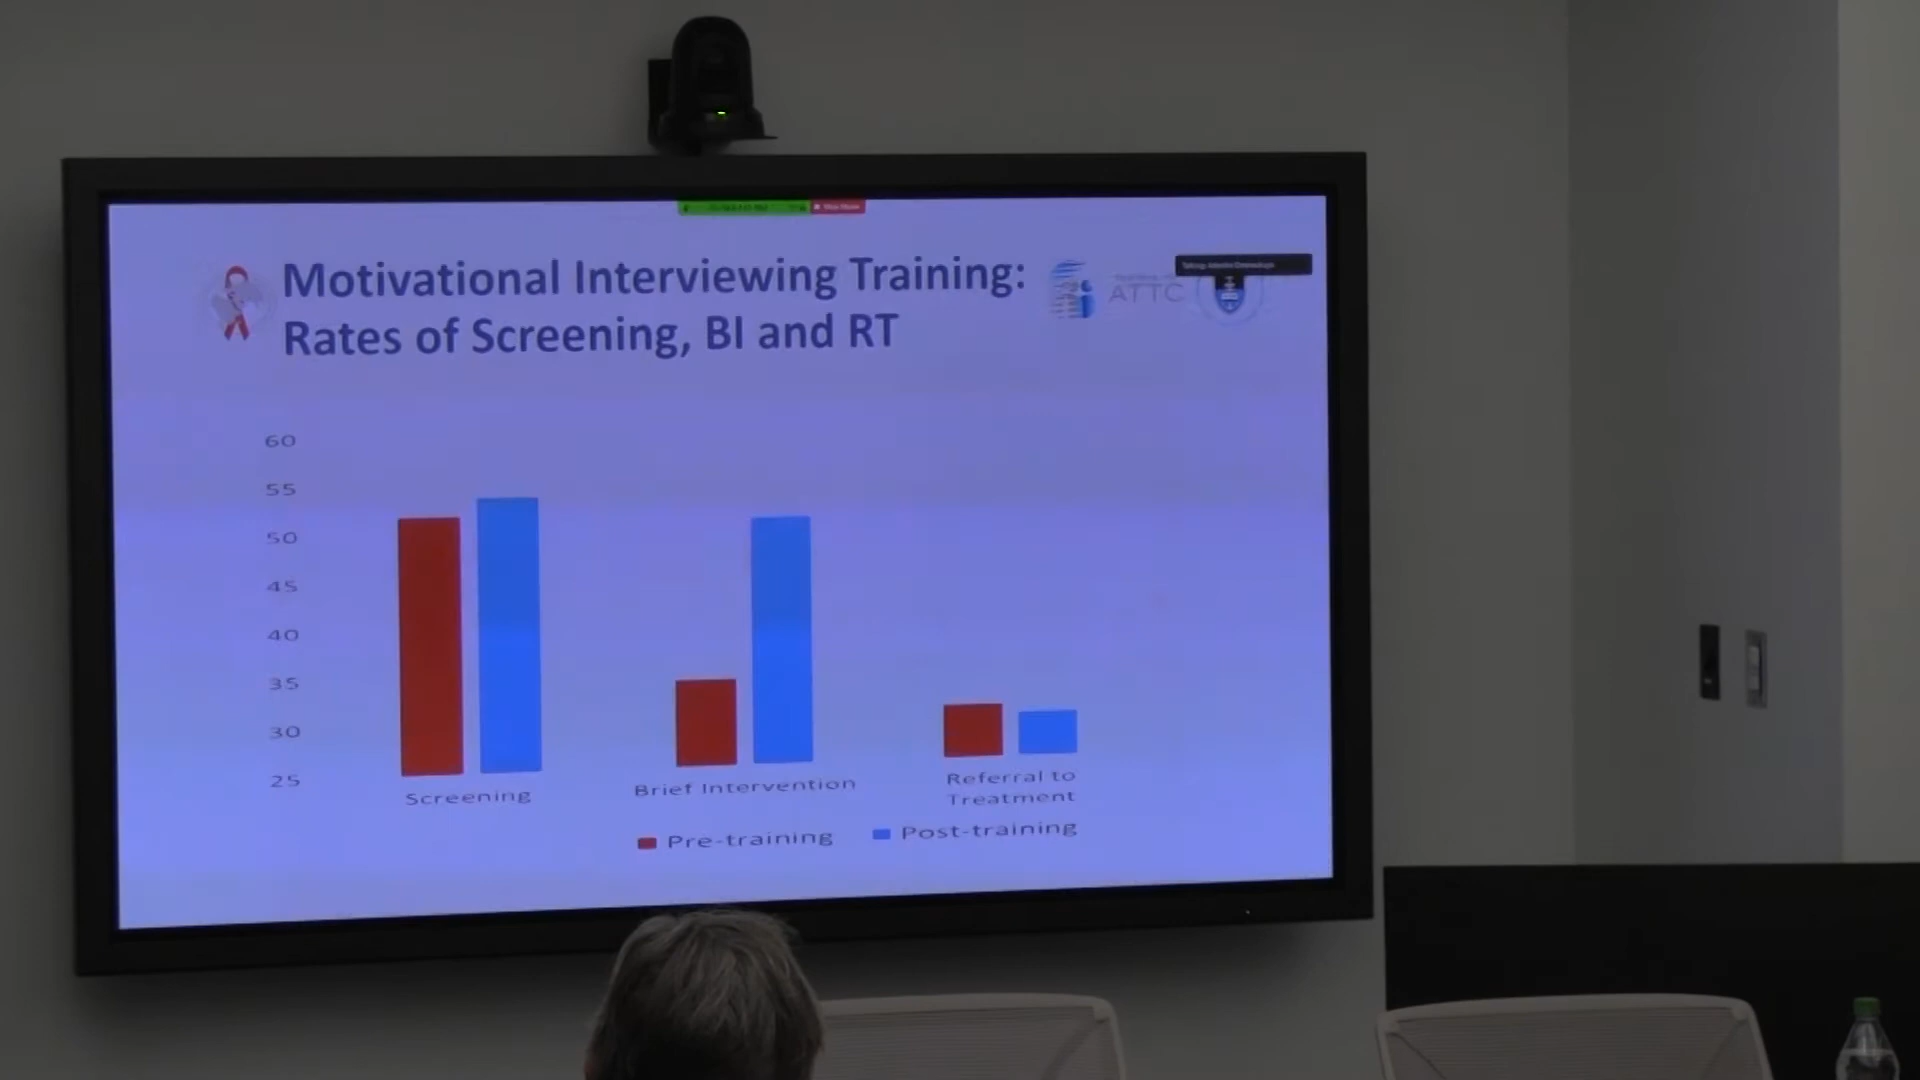 Motivational Interviewing Training:
Rates of Screening, BI and RT
ATTC
60
55
50
45
40
35
30
25
Screening
Brief Intervention
Referral to
Treatment
Pre-training
Post-training